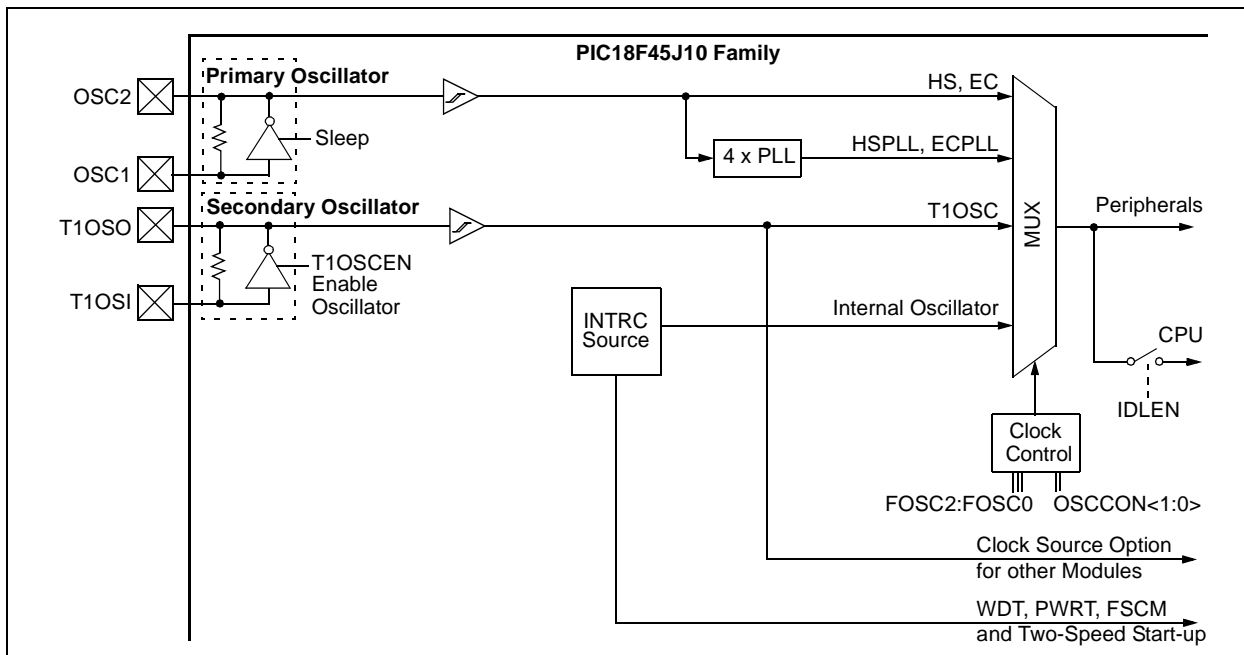 PIC18F45J10 Family
Primary Oscillator
OSC2
HS, EC
Sleep
4 x PLL
HSPLL, ECPLL
OSC1
Secondary Oscillator
T1OSO
T1OSC
MUX
Peripherals
T1OSCEN
Enable
Oscillator
T1OSI
INTRC
Source
Internal Oscillator
CPU
IDLEN
Clock
Control
FOSC2:FOSC0
OSCCON<1:0>
Clock Source Option
for other Modules
WDT, PWRT, FSCM
and Two-Speed Start-up